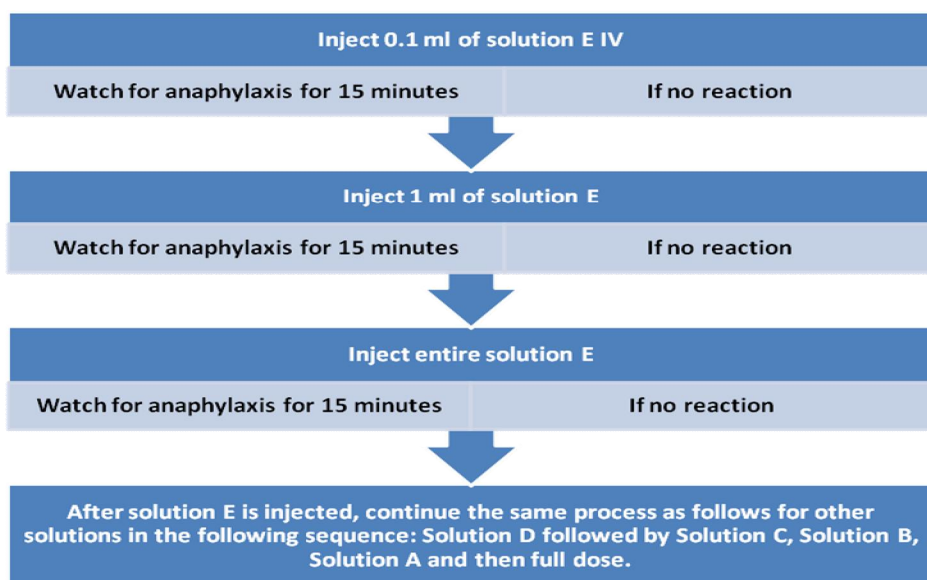 Inject 0.1 ml of solution E IV
Watch for anaphylaxis for 15 minutes
If no reaction
Inject 1 ml of solution E
Watch for anaphylaxis for 15 minutes
If no reaction
Inject entire solution E
Watch for anaphylaxis for 15 minutes
If no reaction
After solution E is injected, continue the same process as follows for other
solutions in the following sequence: Solution D followed by Solution C, Solution B,
Solution A and then full dose.